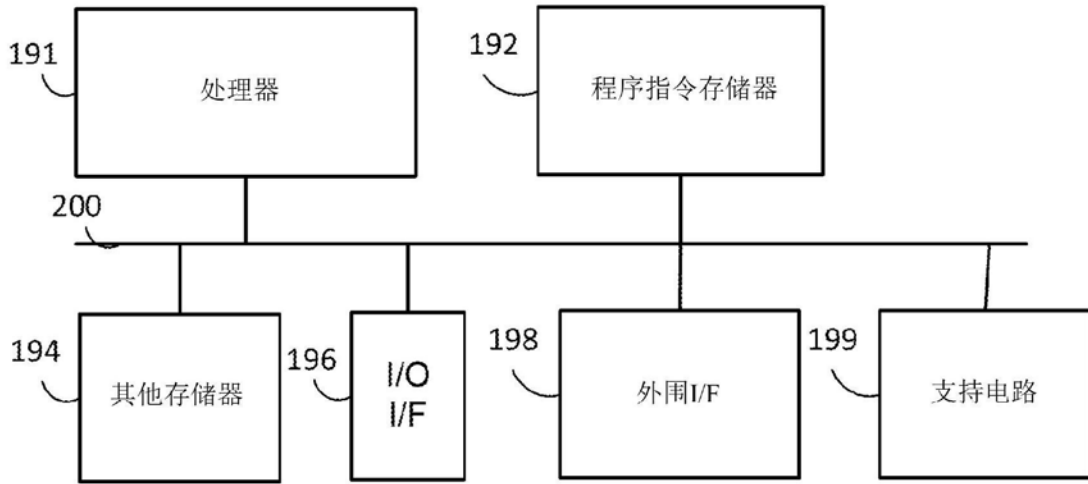 191
处理器
192
程序指令存储器
200
194
其他存储器
196
I/O
I/F
198
外围I/F
199
支持电路